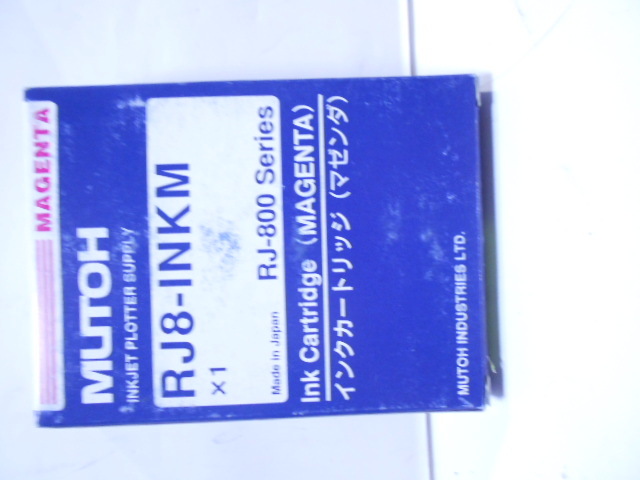 MAGENTA
MUTOH
INKJET PLOTTER SUPPLY
RJ8-INKM
×1
Made in Japan RJ-800 Series
Ink Cartridge (MAGENTA)
インクカートリッジ (マゼンダ)
MUTOH INDUSTRIES LTD.